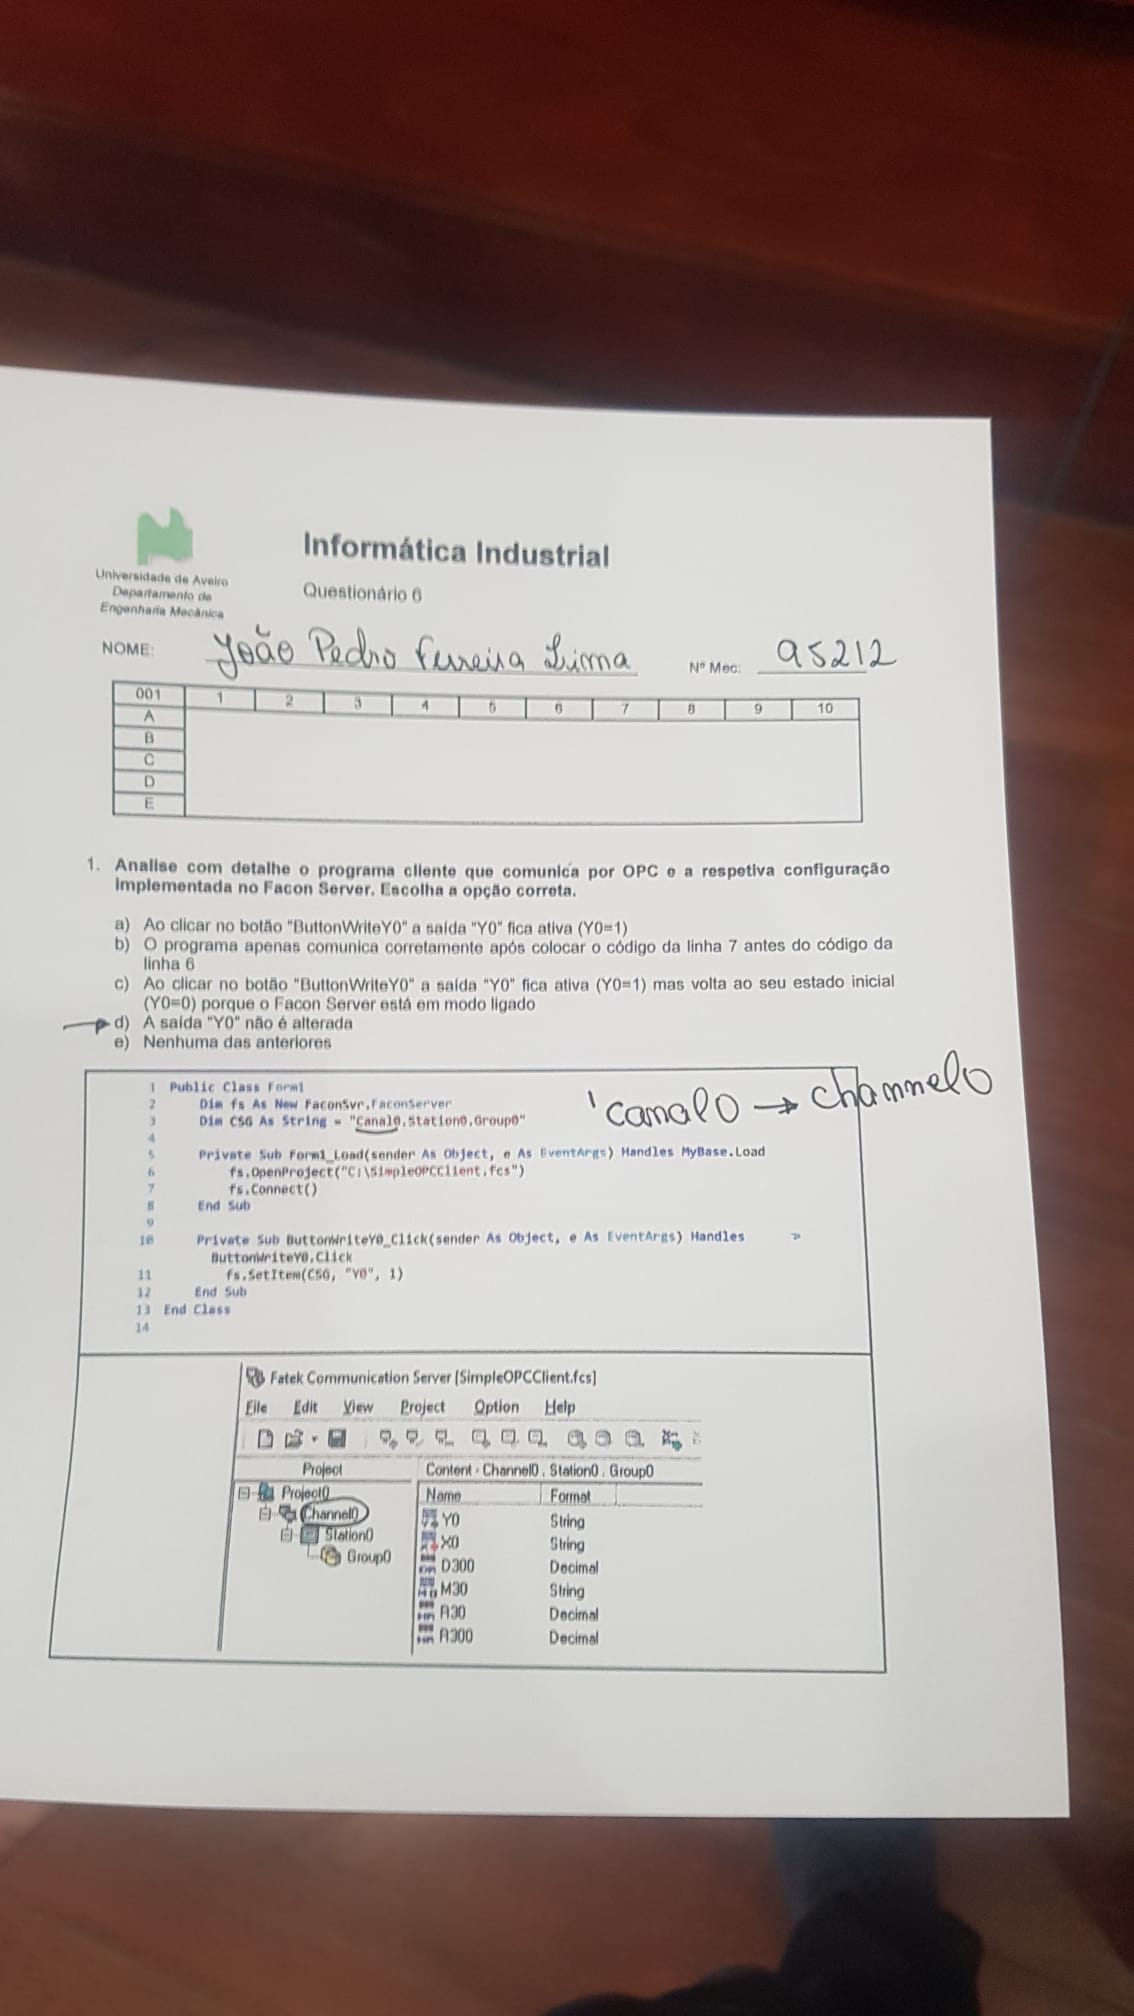 Informática Industrial
Questionário 6
Universidade de Aveiro
Departamento de
Engenharia Mecânica
NOME: João Pedro Ferreira Lima Nº Mec: 95212
001 1 2 3 4 5 6 7 8 9 10
A
B
C
D
E
1. Analise com detalhe o programa cliente que comunica por OPC e a respetiva configuração
implementada no Facon Server. Escolha a opção correta.
a) Ao clicar no botão "ButtonWriteY0" a saída "Y0" fica ativa (Y0=1)
b) O programa apenas comunica corretamente após colocar o código da linha 7 antes do código da
linha 6
c) Ao clicar no botão "ButtonWriteY0" a saída "Y0" fica ativa (Y0=1) mas volta ao seu estado inicial
(Y0=0) porque o Facon Server está em modo ligado
d) A saída "Y0" não é alterada
e) Nenhuma das anteriores
1 Public Class Form1
2 Dim fs As New FaconSvr.FaconServer
3 Dim CSG As String = "Canal0.Station0.Group0"
'canal0 → channel0
4
5 Private Sub Form1_Load(sender As Object, e As EventArgs) Handles MyBase.Load
6 fs.OpenProject("C:\SimpleOPCClient.fcs")
7 fs.Connect()
8 End Sub
9
10 Private Sub ButtonWriteY0_Click(sender As Object, e As EventArgs) Handles
ButtonWriteY0.Click
11 fs.SetItem(CSG, "Y0", 1)
12 End Sub
13 End Class
14
Fatek Communication Server [SimpleOPCClient.fcs]
File Edit View Project Option Help
Project Content - Channel0 . Station0 . Group0
Project0 Name Format
Channel0 Y0 String
Station0 X0 String
Group0 D300 Decimal
M30 String
R30 Decimal
R300 Decimal